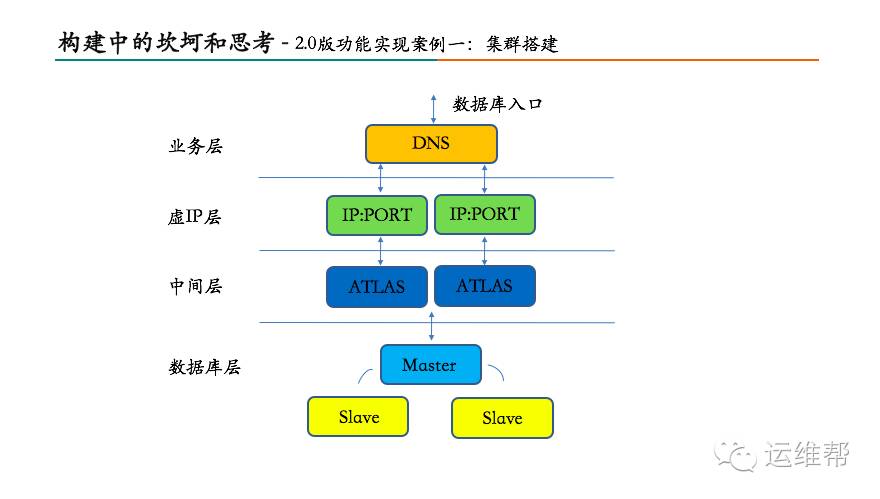 构建中的坎坷和思考 - 2.0版功能实现案例一：集群搭建
数据库入口
业务层 DNS
虚IP层 IP:PORT IP:PORT
中间层 ATLAS ATLAS
数据库层 Master
Slave Slave
运维帮